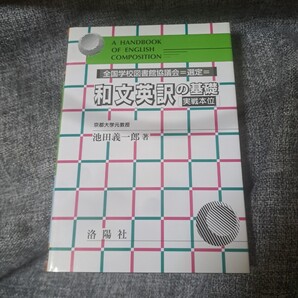 A HANDBOOK
OF ENGLISH
COMPOSITION
全国学校図書館協議会=選定=
和文英訳の基礎
実戦本位
京都大学元教授
池田義一郎 著
洛陽社